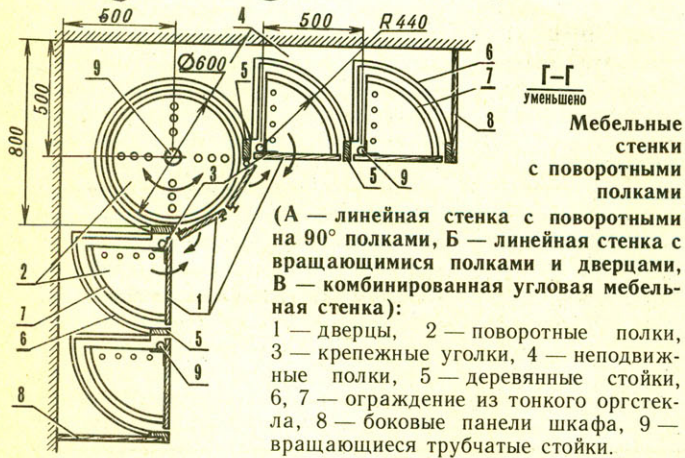 500
4
500
R 440
Ø600
6
7
9
5
800
500
Г–Г
уменьшено
8
Мебельные
стенки
3
5
9
с поворотными
полками
(А — линейная стенка с поворотными
на 90° полками, Б — линейная стенка с
вращающимися полками и дверцами,
В — комбинированная угловая мебель-
ная стенка):
2
1
7
6
5
9
8
1 — дверцы, 2 — поворотные полки,
3 — крепежные уголки, 4 — неподвиж-
ные полки, 5 — деревянные стойки,
6, 7 — ограждение из тонкого оргстек-
ла, 8 — боковые панели шкафа, 9 —
вращающиеся трубчатые стойки.